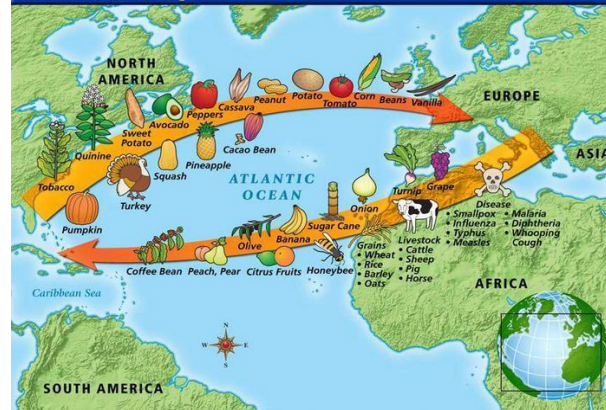 NORTH
AMERICA
EUROPE
ASIA
AFRICA
SOUTH AMERICA
ATLANTIC
OCEAN
Caribbean Sea
Tobacco
Quinine
Sweet
Potato
Avocado
Peppers
Cassava
Peanut
Potato
Tomato
Corn
Beans
Vanilla
Pumpkin
Turkey
Squash
Pineapple
Cacao Bean
Coffee Bean
Peach, Pear
Olive
Citrus Fruits
Banana
Honeybee
Sugar Cane
Onion
Grains
• Wheat
• Rice
• Barley
• Oats
Turnip
Grape
Livestock
• Cattle
• Sheep
• Pig
• Horse
Disease
• Smallpox
• Influenza
• Typhus
• Measles
• Malaria
• Diphtheria
• Whooping
Cough
N
W
E
S